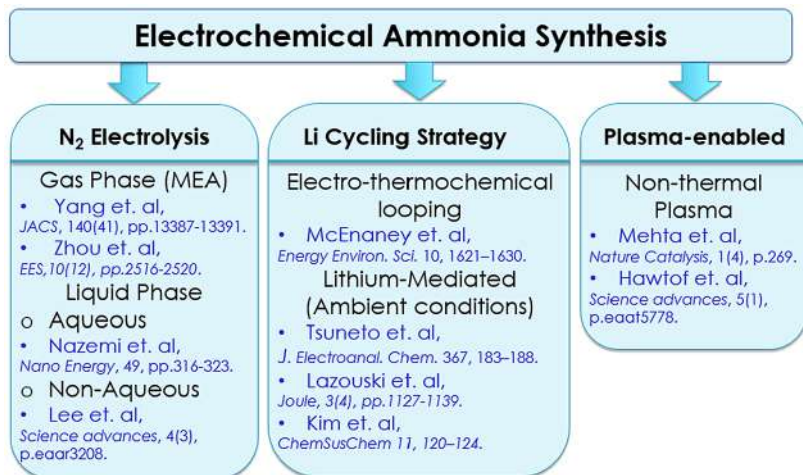 Electrochemical Ammonia Synthesis
N₂ Electrolysis
Gas Phase (MEA)
• Yang et. al,
JACS, 140(41), pp.13387-13391.
• Zhou et. al,
EES,10(12), pp.2516-2520.
Liquid Phase
o Aqueous
• Nazemi et. al,
Nano Energy, 49, pp.316-323.
o Non-Aqueous
• Lee et. al,
Science advances, 4(3),
p.eaar3208.
Li Cycling Strategy
Electro-thermochemical
looping
• McEnaney et. al,
Energy Environ. Sci. 10, 1621–1630.
Lithium-Mediated
(Ambient conditions)
• Tsuneto et. al,
J. Electroanal. Chem. 367, 183–188.
• Lazouski et. al,
Joule, 3(4), pp.1127-1139.
• Kim et. al,
ChemSusChem 11, 120–124.
Plasma-enabled
Non-thermal
Plasma
• Mehta et. al,
Nature Catalysis, 1(4), p.269.
• Hawtof et. al,
Science advances, 5(1),
p.eaat5778.